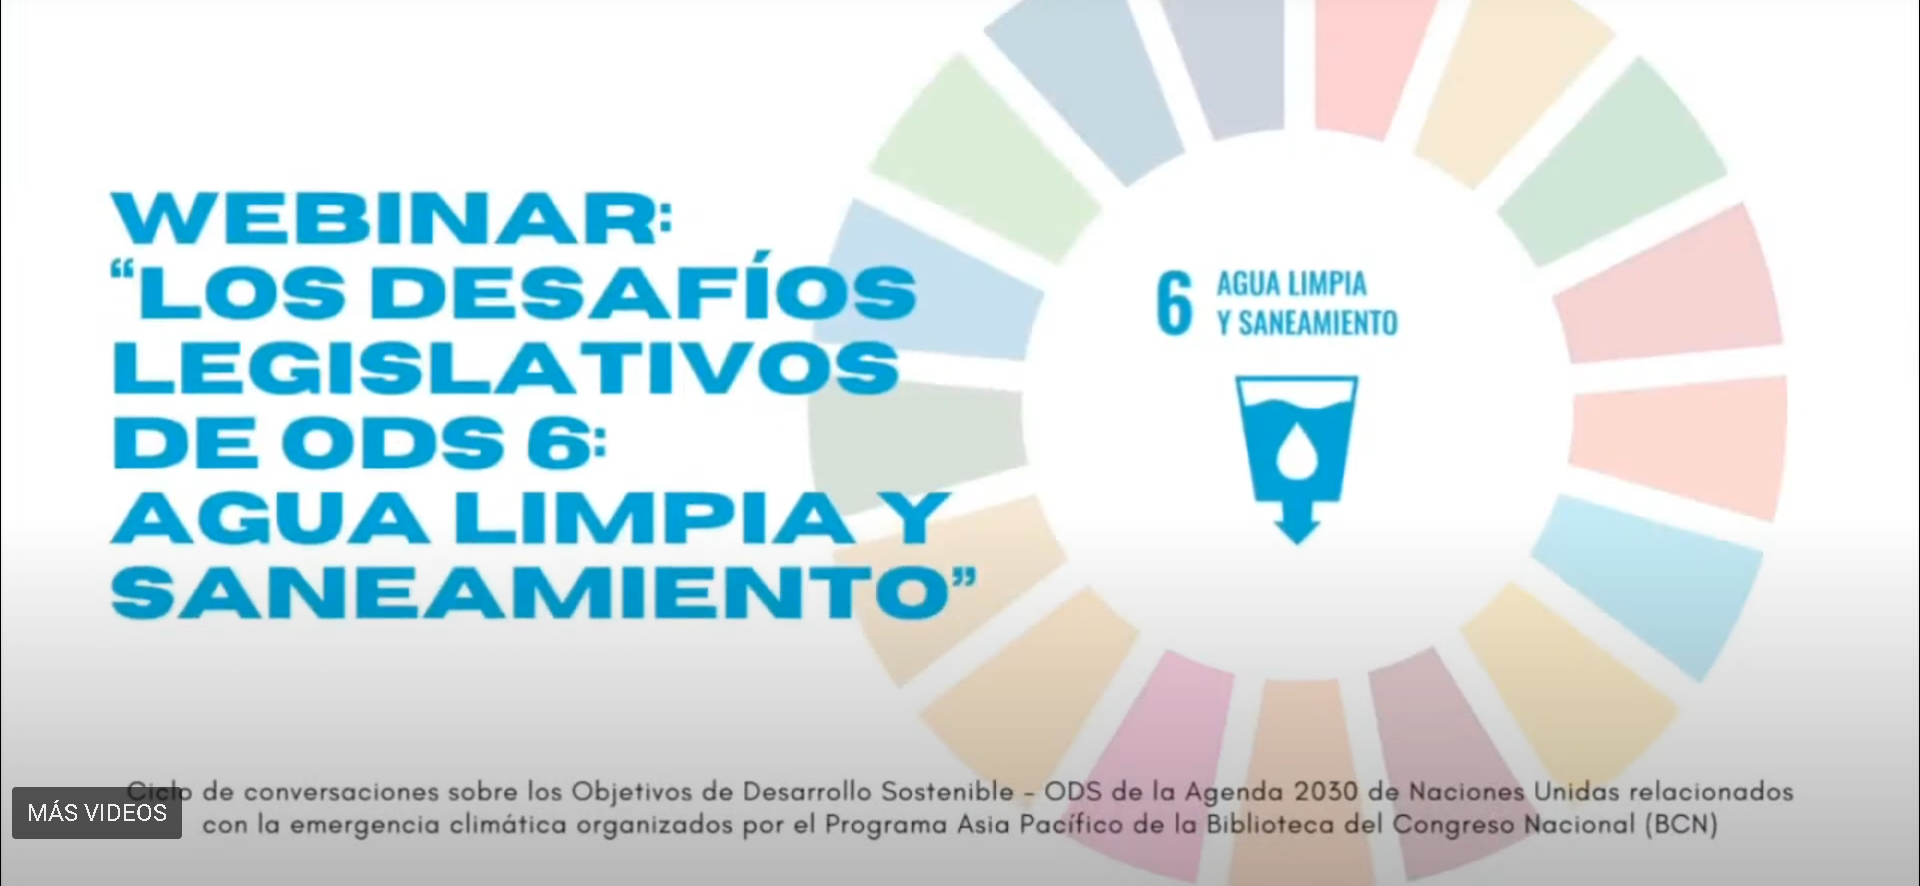 WEBINAR:
“LOS DESAFÍOS
LEGISLATIVOS
DE ODS 6:
AGUA LIMPIA Y
SANEAMIENTO”
6 AGUA LIMPIA
Y SANEAMIENTO
Ciclo de conversaciones sobre los Objetivos de Desarrollo Sostenible - ODS de la Agenda 2030 de Naciones Unidas relacionados
con la emergencia climática organizados por el Programa Asia Pacífico de la Biblioteca del Congreso Nacional (BCN)
MÁS VIDEOS